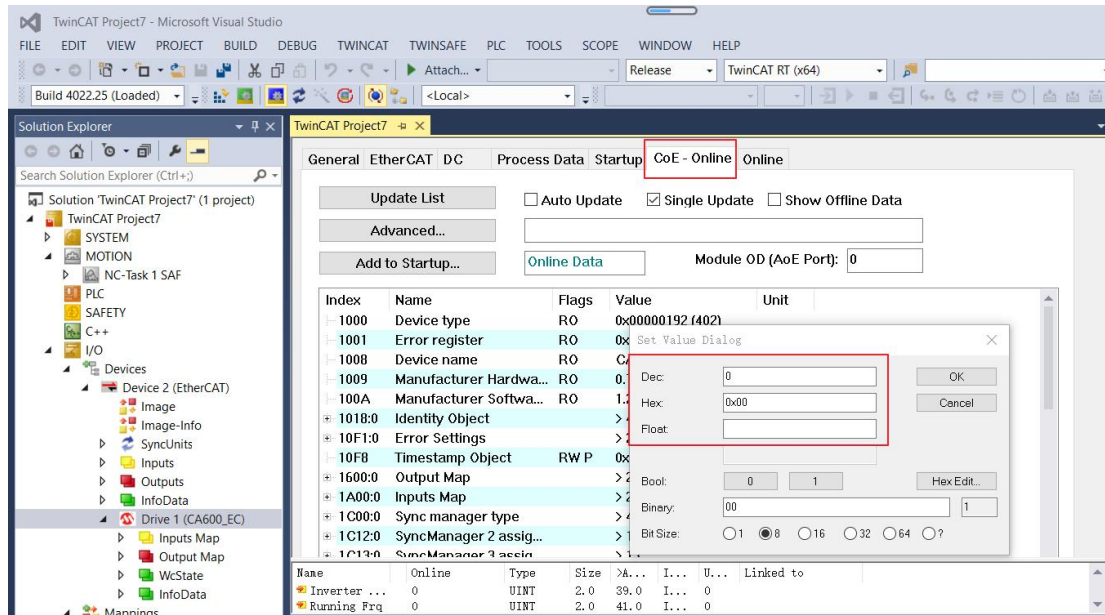 TwinCAT Project7 - Microsoft Visual Studio
FILE EDIT VIEW PROJECT BUILD DEBUG TWINCAT TWINSAFE PLC TOOLS SCOPE WINDOW HELP
Attach... Release TwinCAT RT (x64)
Build 4022.25 (Loaded) <Local>
Solution Explorer
Search Solution Explorer (Ctrl+;)
Solution 'TwinCAT Project7' (1 project)
TwinCAT Project7
SYSTEM
MOTION
NC-Task 1 SAF
PLC
SAFETY
C++
I/O
Devices
Device 2 (EtherCAT)
Image
Image-Info
SyncUnits
Inputs
Outputs
InfoData
Drive 1 (CA600_EC)
Inputs Map
Output Map
WcState
InfoData
Mappings
TwinCAT Project7
General EtherCAT DC Process Data Startup CoE - Online Online
Update List Auto Update Single Update Show Offline Data
Advanced...
Add to Startup... Online Data Module OD (AoE Port): 0
Index Name Flags Value Unit
1000 Device type RO 0x00000192 (402)
1001 Error register RO 0x
1008 Device name RO
1009 Manufacturer Hardwa... RO 0.
100A Manufacturer Softwa... RO 1.
1018:0 Identity Object >
10F1:0 Error Settings >
10F8 Timestamp Object RW P 0x
1600:0 Output Map >
1A00:0 Inputs Map >
1C00:0 Sync manager type >
1C12:0 SyncManager 2 assig... >
1C13:0 SyncManager 3 assig >
Set Value Dialog
Dec: 0 OK
Hex: 0x00 Cancel
Float:
Bool: 0 1 Hex Edit...
Binary: 00 1
Bit Size: 1 8 16 32 64 ?
Name Online Type Size >A... I... U... Linked to
Inverter ... 0 UINT 2.0 39.0 I... 0
Running Frq 0 UINT 2.0 41.0 I... 0